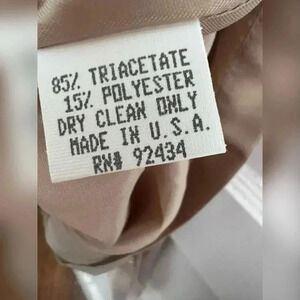 85% TRIACETATE
15% POLYESTER
DRY CLEAN ONLY
MADE IN U.S.A.
RN# 92434